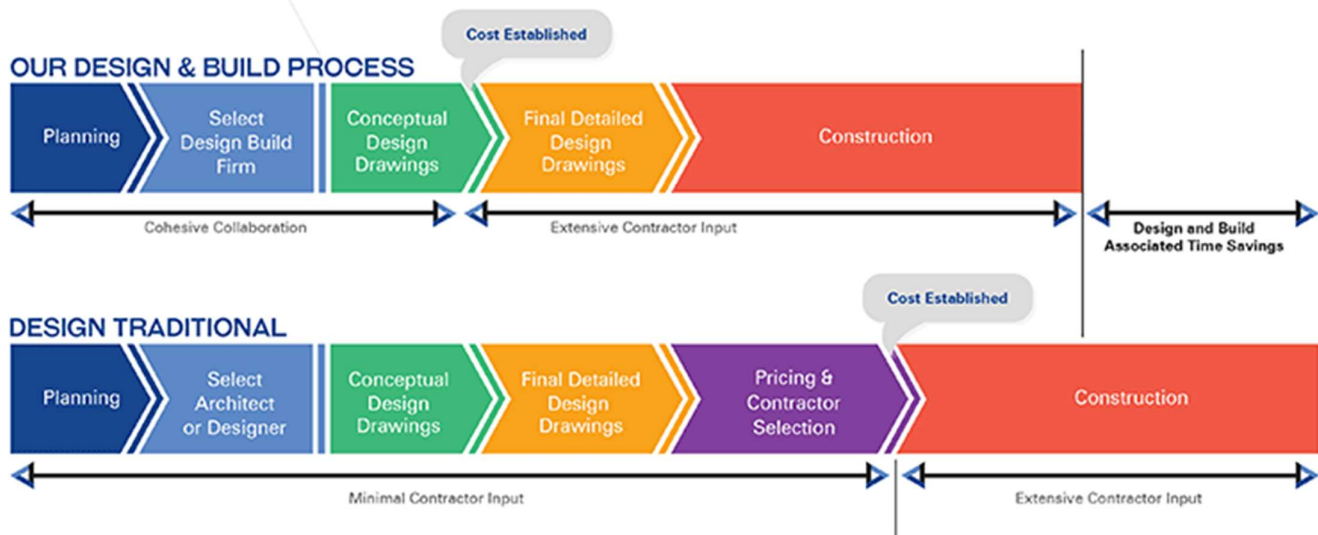 Cost Established
OUR DESIGN & BUILD PROCESS
Planning
Select
Design Build
Firm
Conceptual
Design
Drawings
Final Detailed
Design
Drawings
Construction
Cohesive Collaboration
Extensive Contractor Input
Design and Build
Associated Time Savings
Cost Established
DESIGN TRADITIONAL
Planning
Select
Architect
or Designer
Conceptual
Design
Drawings
Final Detailed
Design
Drawings
Pricing &
Contractor
Selection
Construction
Minimal Contractor Input
Extensive Contractor Input